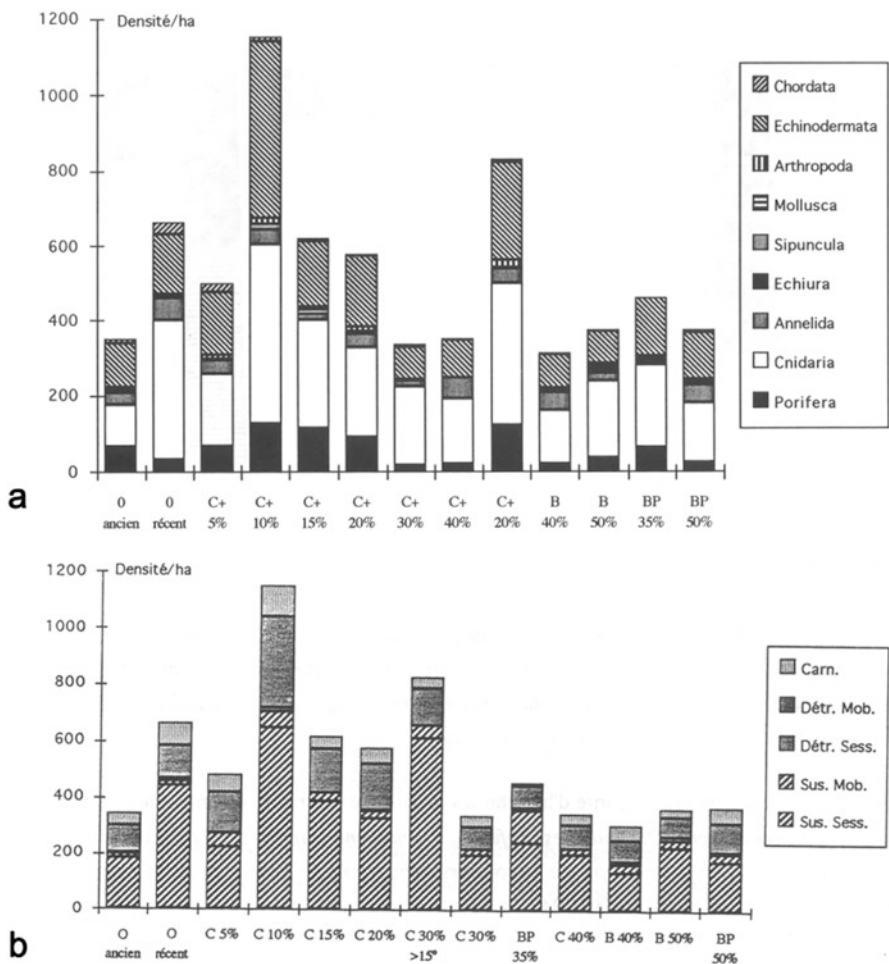 Densité/ha
1200
1000
800
600
400
200
0
0 ancien
0 récent
C+ 5%
C+ 10%
C+ 15%
C+ 20%
C+ 30%
C+ 40%
C+ 20%
B 40%
B 50%
BP 35%
BP 50%
Chordata
Echinodermata
Arthropoda
Mollusca
Sipuncula
Echiura
Annelida
Cnidaria
Porifera
a
Densité/ha
1200
1000
800
600
400
200
0
O ancien
O récent
C 5%
C 10%
C 15%
C 20%
C 30% >15°
C 30%
BP 35%
C 40%
B 40%
B 50%
BP 50%
Carn.
Détr. Mob.
Détr. Sess.
Sus. Mob.
Sus. Sess.
b